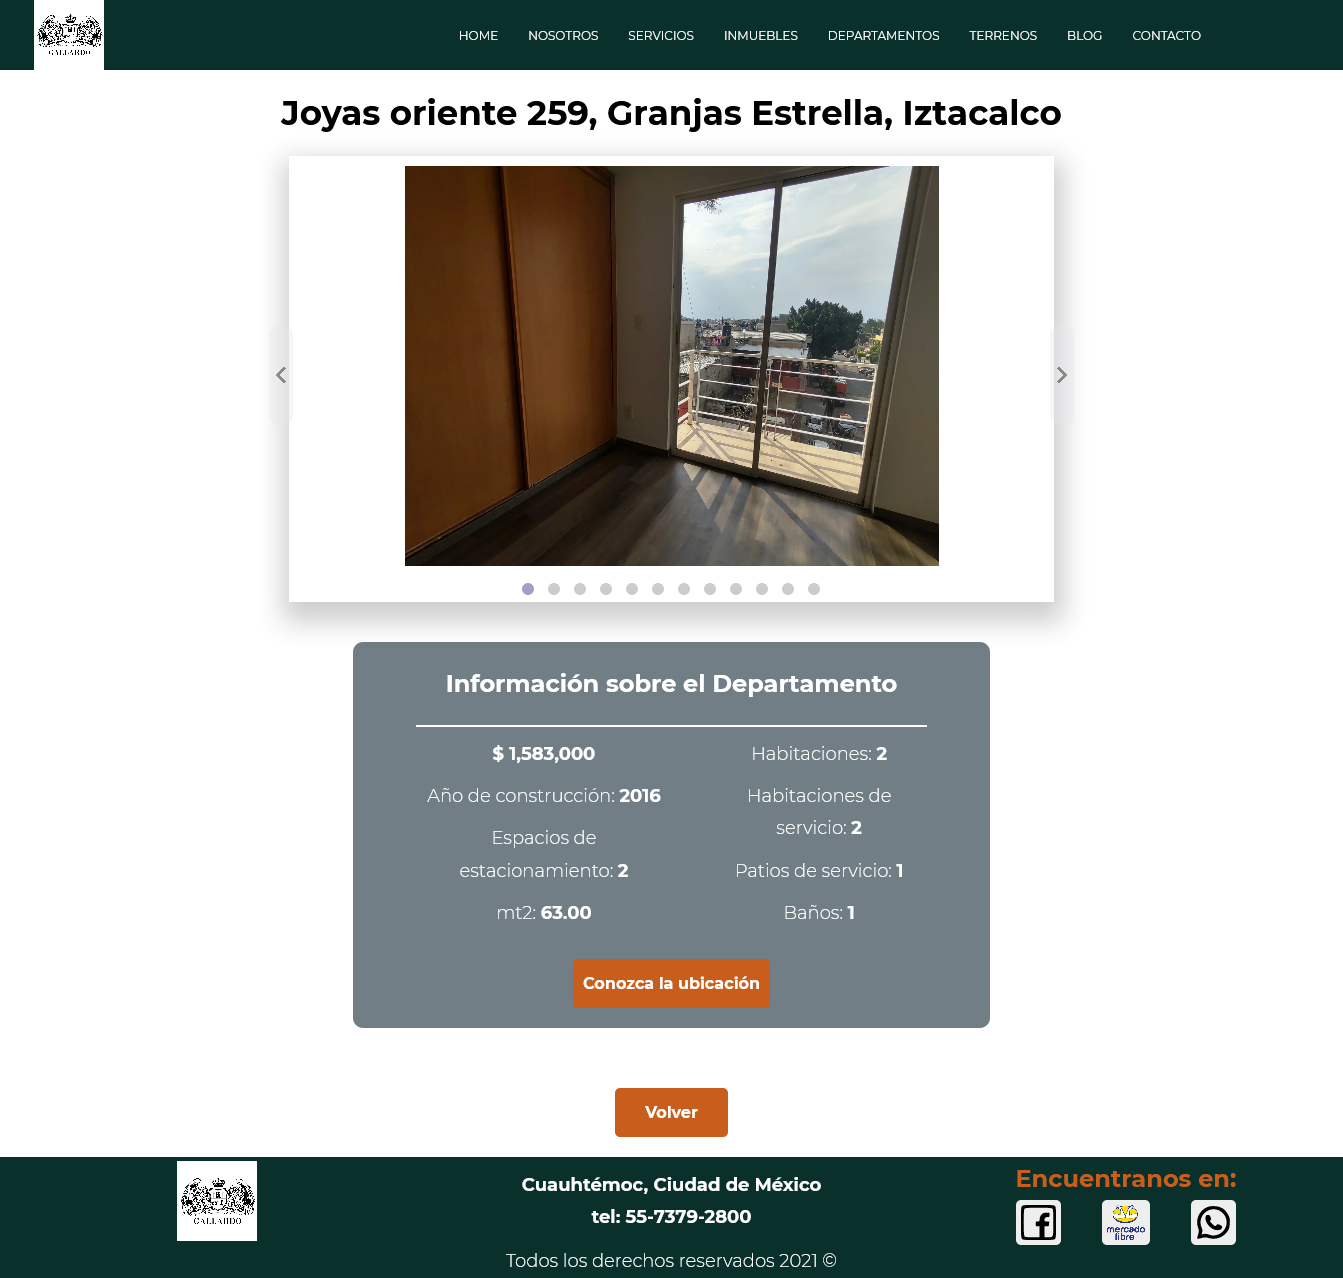 GALLARDO
HOME NOSOTROS SERVICIOS INMUEBLES DEPARTAMENTOS TERRENOS BLOG CONTACTO
Joyas oriente 259, Granjas Estrella, Iztacalco
Información sobre el Departamento
$ 1,583,000
Año de construcción: 2016
Espacios de
estacionamiento: 2
mt2: 63.00
Habitaciones: 2
Habitaciones de
servicio: 2
Patios de servicio: 1
Baños: 1
Conozca la ubicación
Volver
GALLARDO
Cuauhtémoc, Ciudad de México
tel: 55-7379-2800
Todos los derechos reservados 2021 ©
Encuentranos en:
mercado
libre